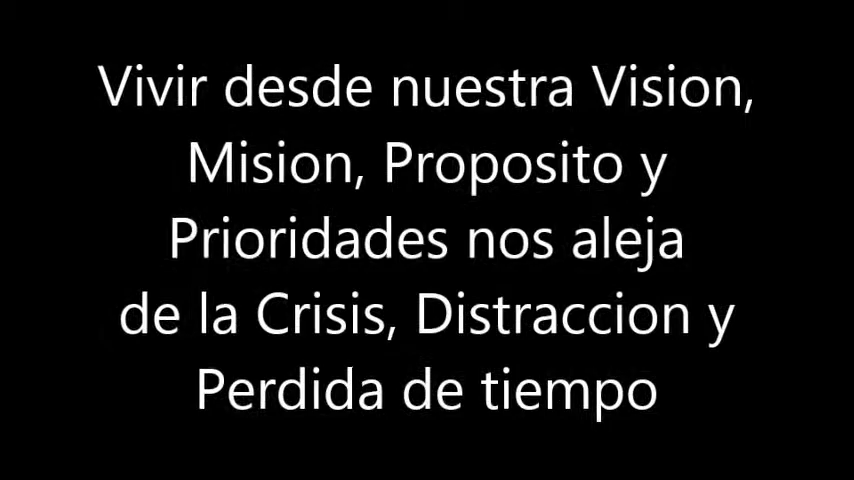 Vivir desde nuestra Vision,
Mision, Proposito y
Prioridades nos aleja
de la Crisis, Distraccion y
Perdida de tiempo